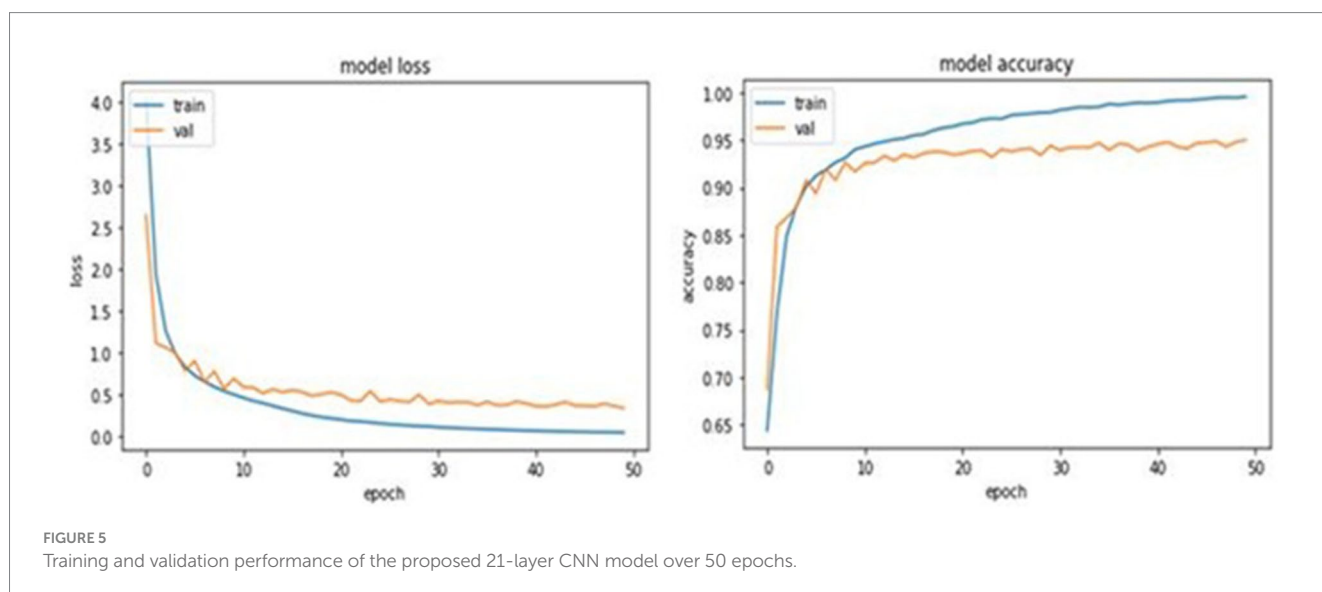 model loss
4.0
3.5
3.0
2.5
2.0
1.5
1.0
0.5
0.0
loss
train
val
0 10 20 30 40 50
epoch
model accuracy
1.00
0.95
0.90
0.85
0.80
0.75
0.70
0.65
accuracy
train
val
0 10 20 30 40 50
epoch
FIGURE 5
Training and validation performance of the proposed 21-layer CNN model over 50 epochs.